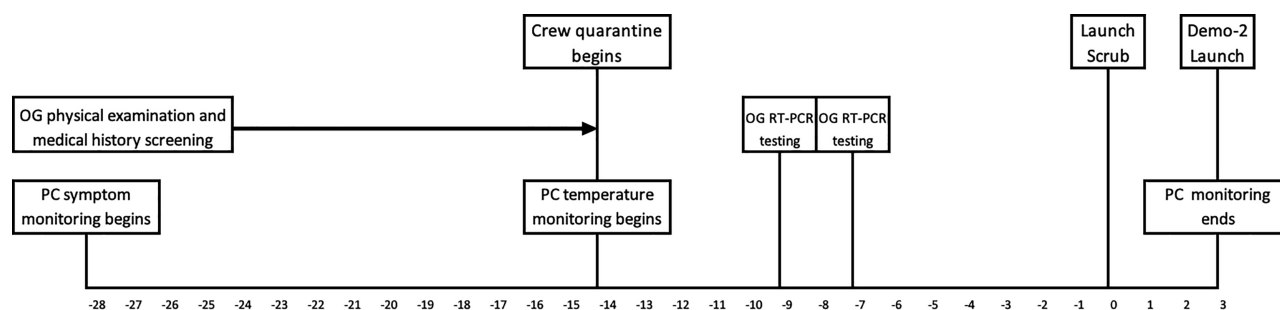 Crew quarantine
begins
Launch
Scrub
Demo-2
Launch
OG physical examination and
medical history screening
OG RT-PCR
testing
OG RT-PCR
testing
PC symptom
monitoring begins
PC temperature
monitoring begins
PC monitoring
ends
-28 -27 -26 -25 -24 -23 -22 -21 -20 -19 -18 -17 -16 -15 -14 -13 -12 -11 -10 -9 -8 -7 -6 -5 -4 -3 -2 -1 0 1 2 3